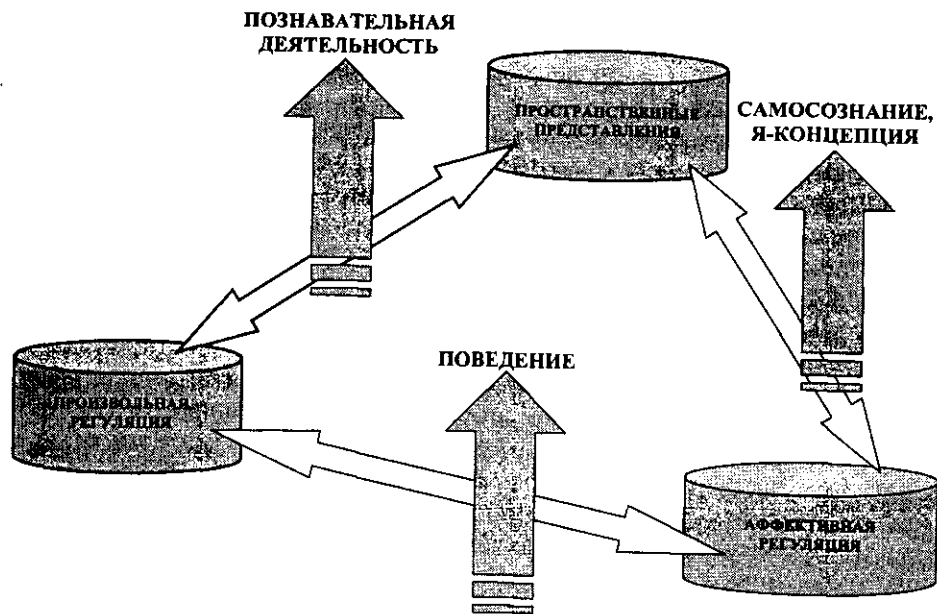 ПОЗНАВАТЕЛЬНАЯ
ДЕЯТЕЛЬНОСТЬ
ПРОСТРАНСТВЕННЫЕ
ПРЕДСТАВЛЕНИЯ
САМОСОЗНАНИЕ,
Я-КОНЦЕПЦИЯ
ПОВЕДЕНИЕ
ПРОИЗВОЛЬНАЯ
РЕГУЛЯЦИЯ
АФФЕКТИВНАЯ
РЕГУЛЯЦИЯ